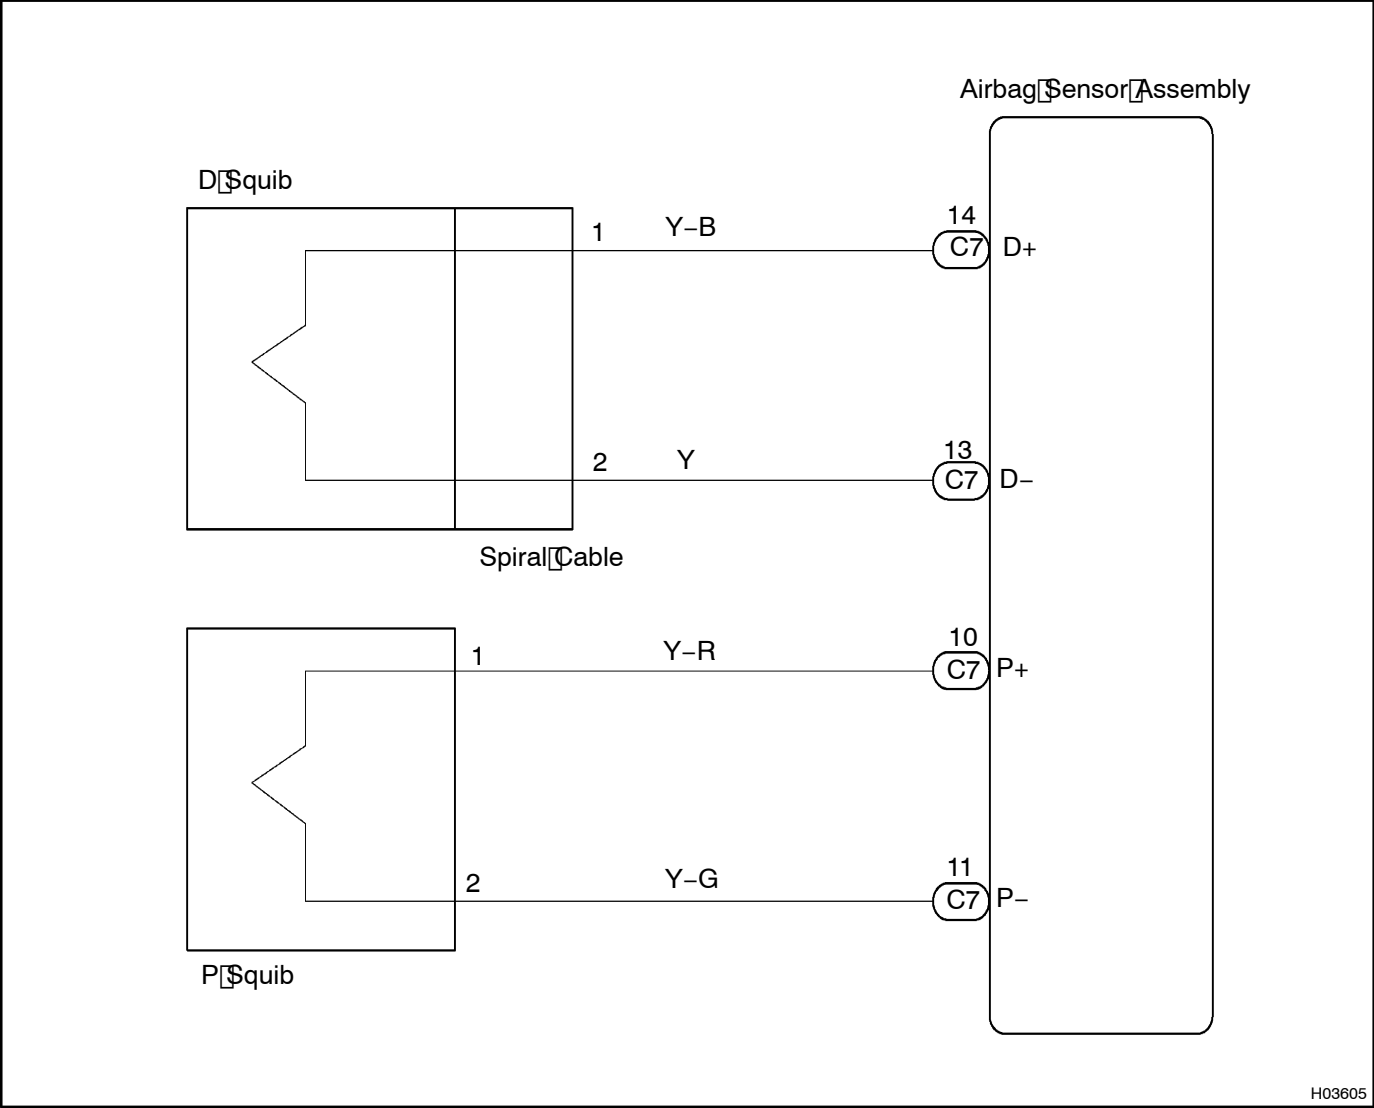 Airbag Sensor Assembly
D Squib
1 Y−B 14 C7 D+
2 Y 13 C7 D−
Spiral Cable
1 Y−R 10 C7 P+
2 Y−G 11 C7 P−
P Squib
H03605